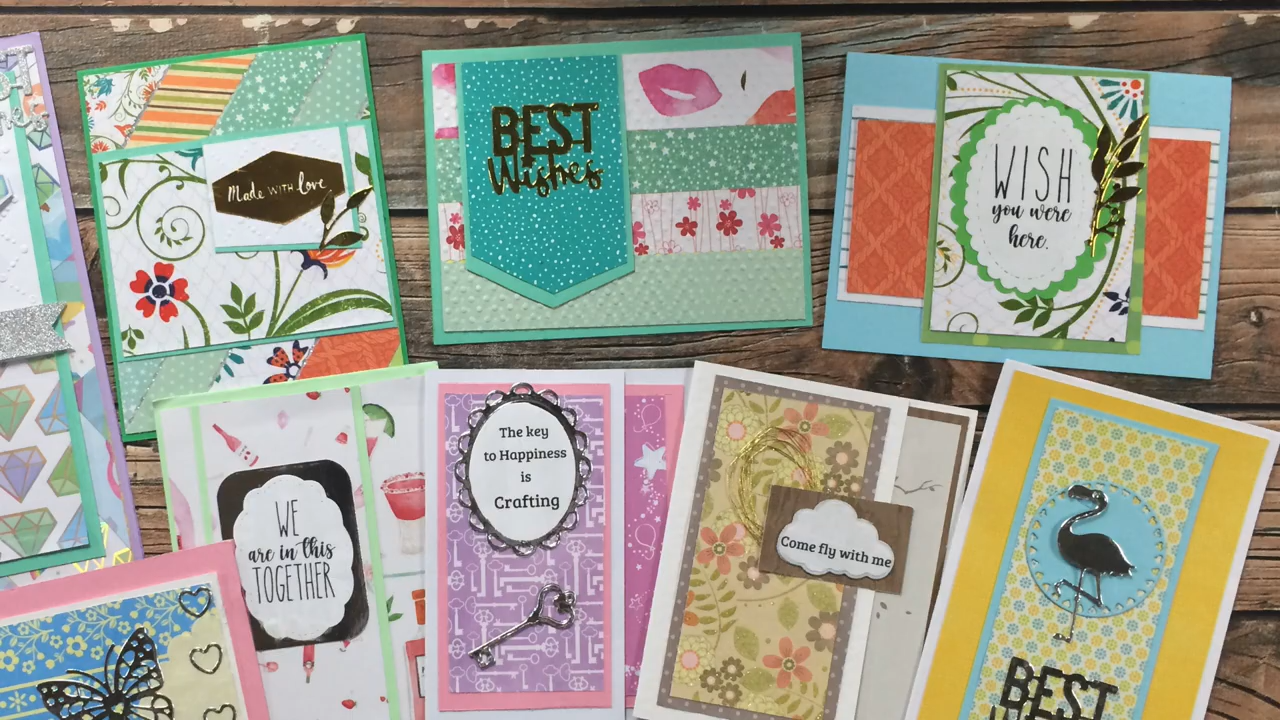 Made WITH love
BEST
Wishes
WISH
you were
here.
WE
are in this
TOGETHER
The key
to Happiness
is
Crafting
Come fly with me
BEST